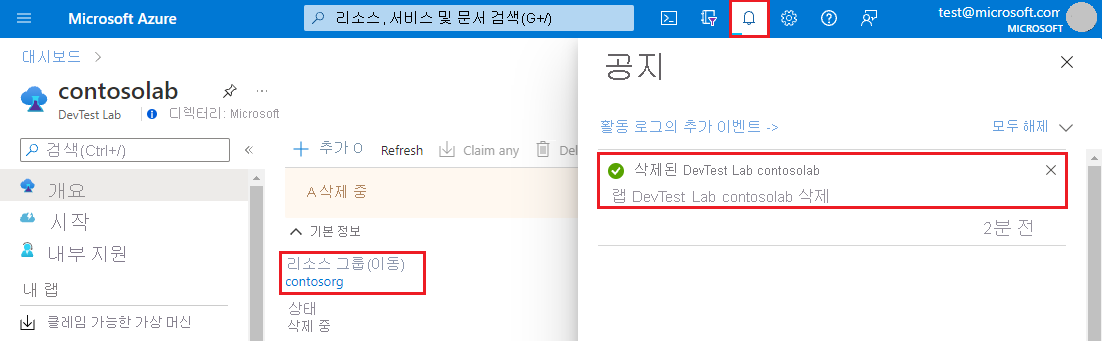 Microsoft Azure
리소스, 서비스 및 문서 검색(G+/)
test@microsoft.com
MICROSOFT
대시보드
contosolab
DevTest Lab
디렉터리: Microsoft
검색(Ctrl+/)
개요
시작
내부 지원
내 랩
클레임 가능한 가상 머신
추가 O
Refresh
Claim any
Del
A 삭제 중
기본 정보
리소스 그룹(이동)
contosorg
상태
삭제 중
공지
활동 로그의 추가 이벤트 ->
모두 해제
삭제된 DevTest Lab contosolab
랩 DevTest Lab contosolab 삭제
2분 전